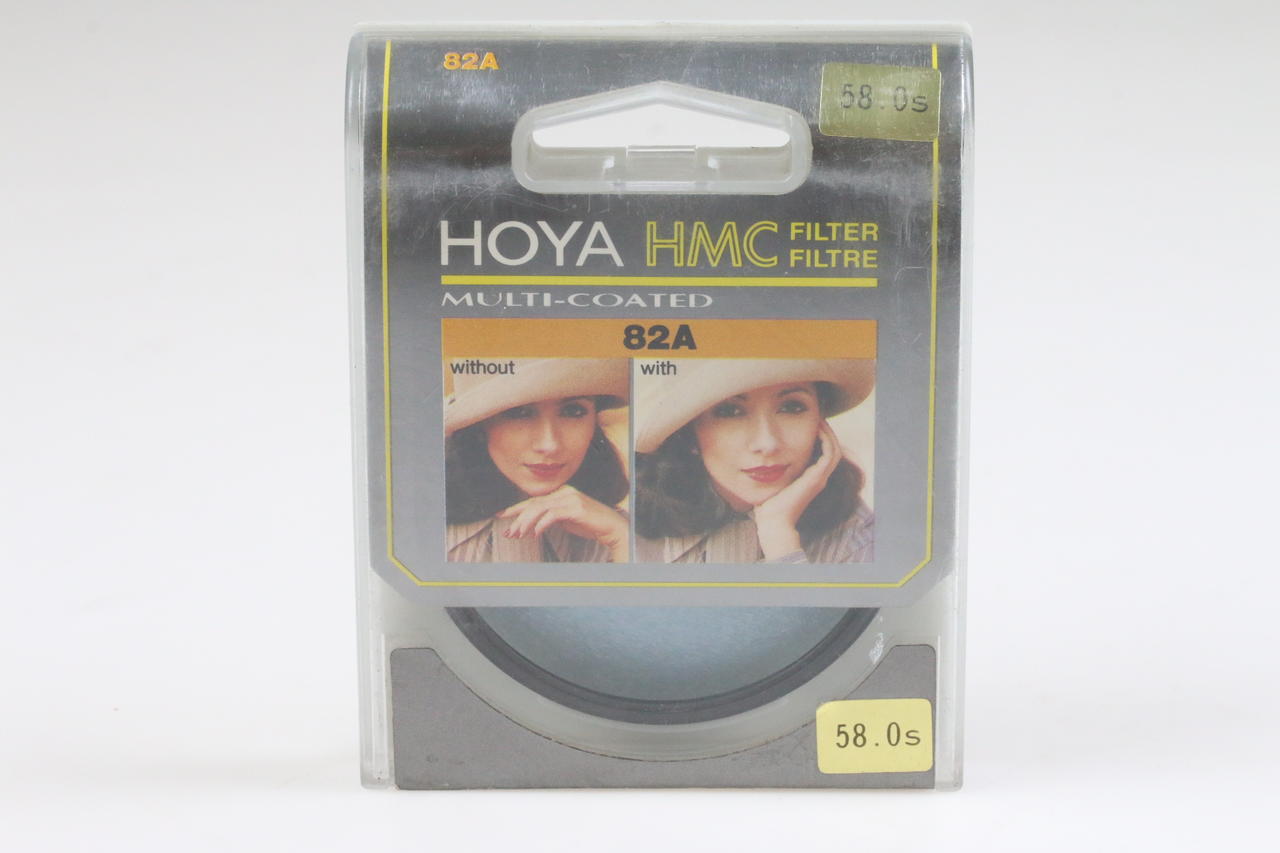 82A
58.0s
HOYA HMC FILTER
FILTRE
MULTI-COATED
82A
without
with
58.0s